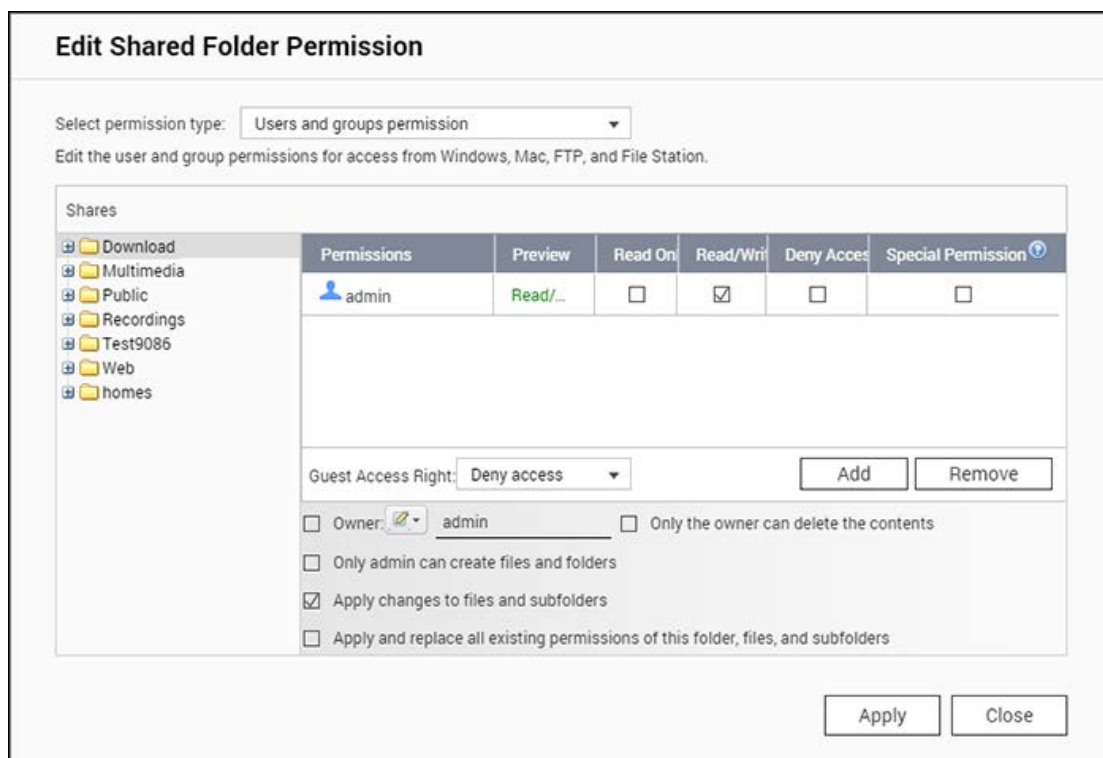 Edit Shared Folder Permission
Select permission type: Users and groups permission
Edit the user and group permissions for access from Windows, Mac, FTP, and File Station.
Shares
Download
Multimedia
Public
Recordings
Test9086
Web
homes
Permissions Preview Read On Read/Wri Deny Acces Special Permission ?
admin Read/...
Guest Access Right: Deny access Add Remove
Owner: admin Only the owner can delete the contents
Only admin can create files and folders
Apply changes to files and subfolders
Apply and replace all existing permissions of this folder, files, and subfolders
Apply Close